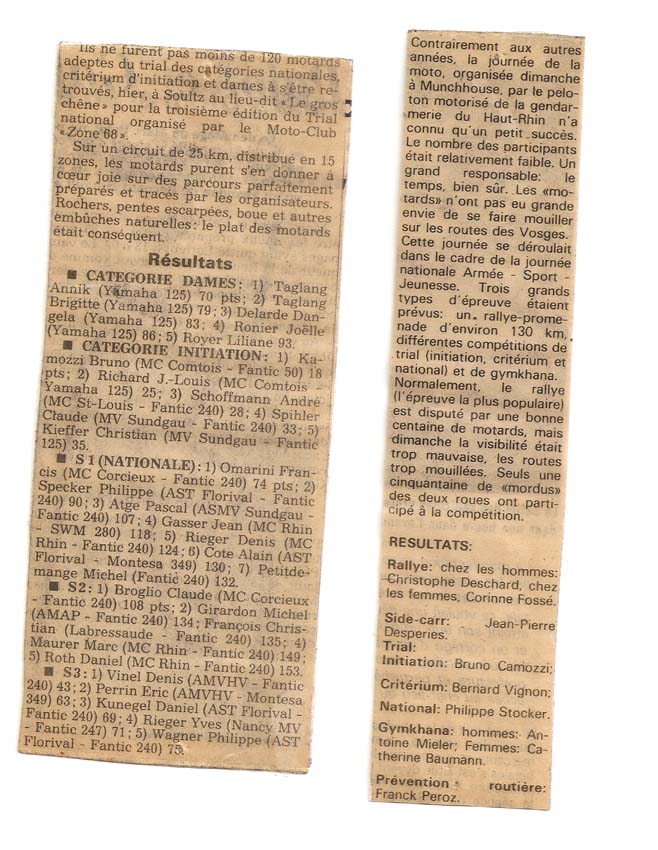 Ils ne furent pas moins de 120 motards
adeptes du trial des catégories nationales,
critérium d'initiation et dames à s'être re-
trouvés, hier, à Soultz au lieu-dit « Le gros
chêne » pour la troisième édition du Trial
national organisé par le Moto-Club
« Zone 68 ».
Sur un circuit de 25 km, distribué en 15
zones, les motards purent s'en donner à
cœur joie sur des parcours parfaitement
préparés et tracés par les organisateurs.
Rochers, pentes escarpées, boue et autres
embûches naturelles : le plat des motards
était conséquent.
Résultats
■ CATEGORIE DAMES : 1) Taglang
Annik (Yamaha 125) 70 pts ; 2) Taglang
Brigitte (Yamaha 125) 79 ; 3) Delarde Dan-
gela (Yamaha 125) 83 ; 4) Ronier Joëlle
(Yamaha 125) 86 ; 5) Royer Liliane 93.
■ CATEGORIE INITIATION : 1) Ka-
mozzi Bruno (MC Comtois - Fantic 50) 18
pts ; 2) Richard J.-Louis (MC Comtois -
Yamaha 125) 25 ; 3) Schoffmann André
(MC St-Louis - Fantic 240) 28 ; 4) Spihler
Claude (MV Sundgau - Fantic 240) 33 ; 5)
Kieffer Christian (MV Sundgau - Fantic
125) 35.
■ S 1 (NATIONALE) : 1) Omarini Fran-
cis (MC Corcieux - Fantic 240) 74 pts ; 2)
Specker Philippe (AST Florival - Fantic
240) 90 ; 3) Atge Pascal (ASMV Sundgau -
Fantic 240) 107 ; 4) Gasser Jean (MC Rhin
- SWM 280) 118 ; 5) Rieger Denis (MC
Rhin - Fantic 240) 124 ; 6) Cote Alain (AST
Florival - Montesa 349) 130 ; 7) Petitde-
mange Michel (Fantic 240) 132.
■ S2 : 1) Broglio Claude (MC Corcieux
- Fantic 240) 108 pts ; 2) Girardon Michel
(AMAP - Fantic 240) 134 ; François Chris-
tian (Labressaude - Fantic 240) 135 ; 4)
Maurer Marc (MC Rhin - Fantic 240) 149 ;
5) Roth Daniel (MC Rhin - Fantic 240) 153.
■ S3 : 1) Vinel Denis (AMVHV - Fantic
240) 43 ; 2) Perrin Eric (AMVHV - Montesa
349) 63 ; 3) Kunegel Daniel (AST Florival -
Fantic 240) 69 ; 4) Rieger Yves (Nancy MV
- Fantic 247) 71 ; 5) Wagner Philippe (AST
Florival - Fantic 240) 75.
Contrairement aux autres
années, la journée de la
moto, organisée dimanche
à Munchhouse, par le pelo-
ton motorisé de la gendar-
merie du Haut-Rhin n'a
connu qu'un petit succès.
Le nombre des participants
était relativement faible. Un
grand responsable: le
temps, bien sûr. Les «mo-
tards» n'ont pas eu grande
envie de se faire mouiller
sur les routes des Vosges.
Cette journée se déroulait
dans le cadre de la journée
nationale Armée - Sport -
Jeunesse. Trois grands
types d'épreuve étaient
prévus: un rallye-prome-
nade d'environ 130 km,
différentes compétitions de
trial (initiation, critérium et
national) et de gymkhana.
Normalement, le rallye
(l'épreuve la plus populaire)
est disputé par une bonne
centaine de motards, mais
dimanche la visibilité était
trop mauvaise, les routes
trop mouillées. Seuls une
cinquantaine de «mordus»
des deux roues ont parti-
cipé à la compétition.
RESULTATS:
Rallye: chez les hommes:
Christophe Deschard, chez
les femmes, Corinne Fossé.
Side-carr: Jean-Pierre
Desperies.
Trial:
Initiation: Bruno Camozzi;
Critérium: Bernard Vignon;
National: Philippe Stocker.
Gymkhana: hommes: An-
toine Mieler; Femmes: Ca-
therine Baumann.
Prévention routière:
Franck Peroz.